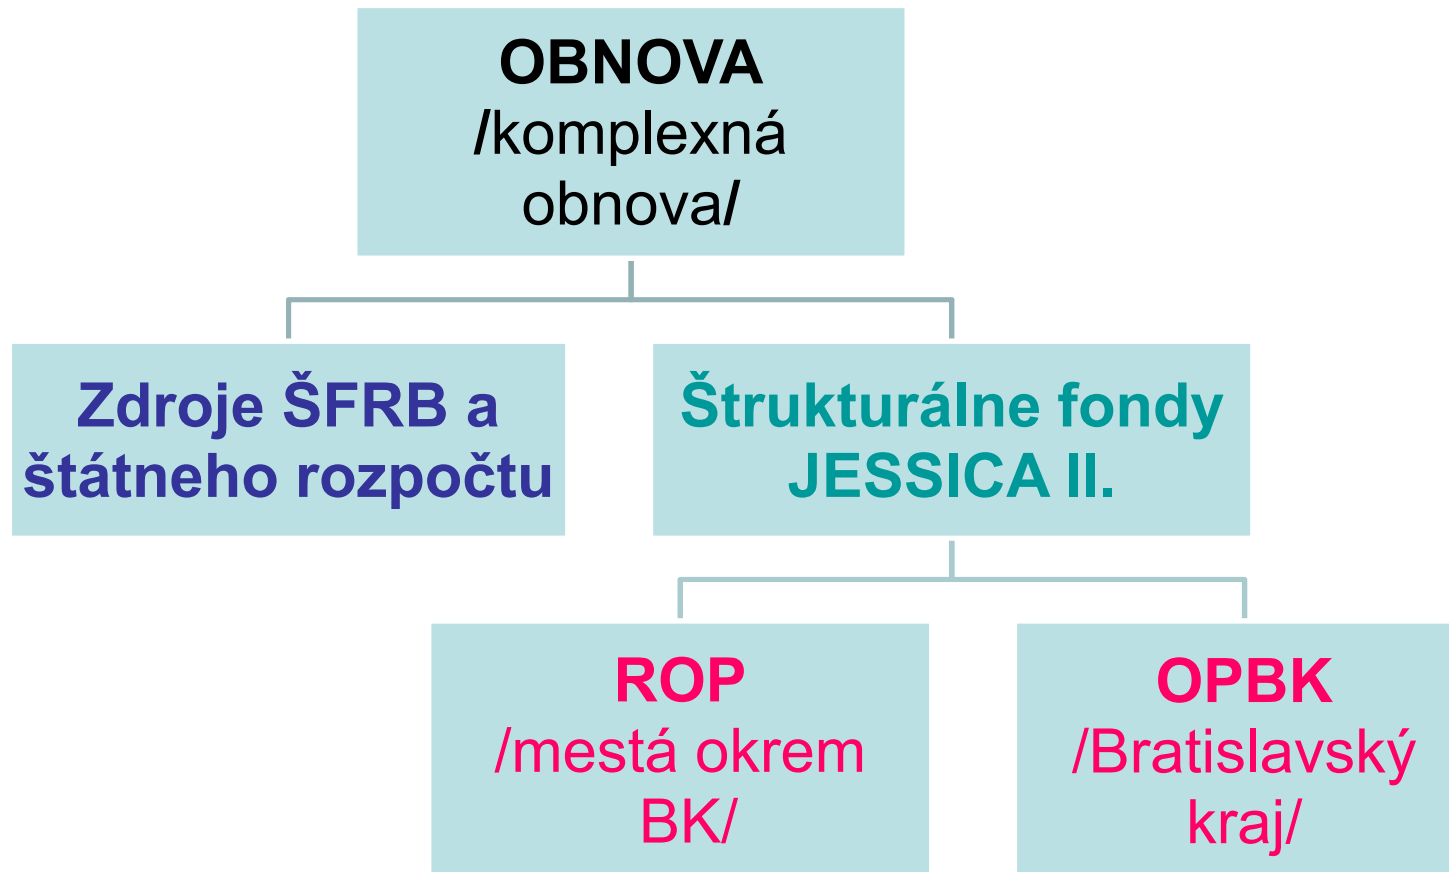 OBNOVA
/komplexná
obnova/
Zdroje ŠFRB a
štátneho rozpočtu
Štrukturálne fondy
JESSICA II.
ROP
/mestá okrem
BK/
OPBK
/Bratislavský
kraj/